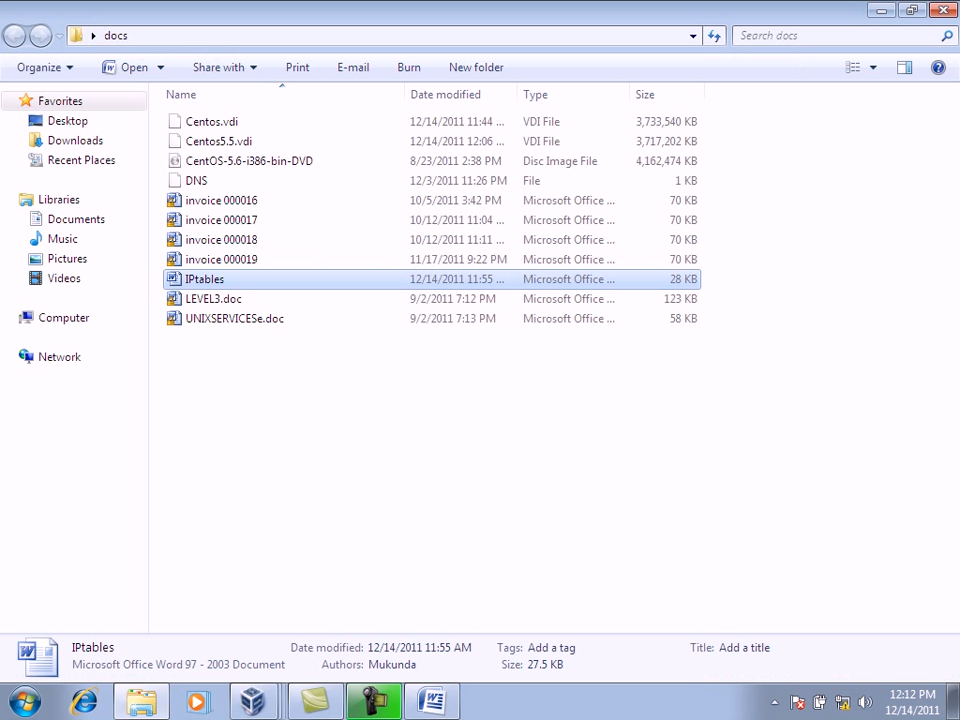 docs
Search docs
Organize Open Share with Print E-mail Burn New folder
Name Date modified Type Size
Favorites
Desktop
Downloads
Recent Places
Libraries
Documents
Music
Pictures
Videos
Computer
Network
Centos.vdi 12/14/2011 11:44 ... VDI File 3,733,540 KB
Centos5.5.vdi 12/14/2011 12:06 ... VDI File 3,717,202 KB
CentOS-5.6-i386-bin-DVD 8/23/2011 2:38 PM Disc Image File 4,162,474 KB
DNS 12/3/2011 11:26 PM File 1 KB
invoice 000016 10/5/2011 3:42 PM Microsoft Office ... 70 KB
invoice 000017 10/12/2011 11:04 ... Microsoft Office ... 70 KB
invoice 000018 10/12/2011 11:11 ... Microsoft Office ... 70 KB
invoice 000019 11/17/2011 9:22 PM Microsoft Office ... 70 KB
IPtables 12/14/2011 11:55 ... Microsoft Office ... 28 KB
LEVEL3.doc 9/2/2011 7:12 PM Microsoft Office ... 123 KB
UNIXSERVICESe.doc 9/2/2011 7:13 PM Microsoft Office ... 58 KB
IPtables Date modified: 12/14/2011 11:55 AM Tags: Add a tag Title: Add a title
Microsoft Office Word 97 - 2003 Document Authors: Mukunda Size: 27.5 KB
12:12 PM
12/14/2011